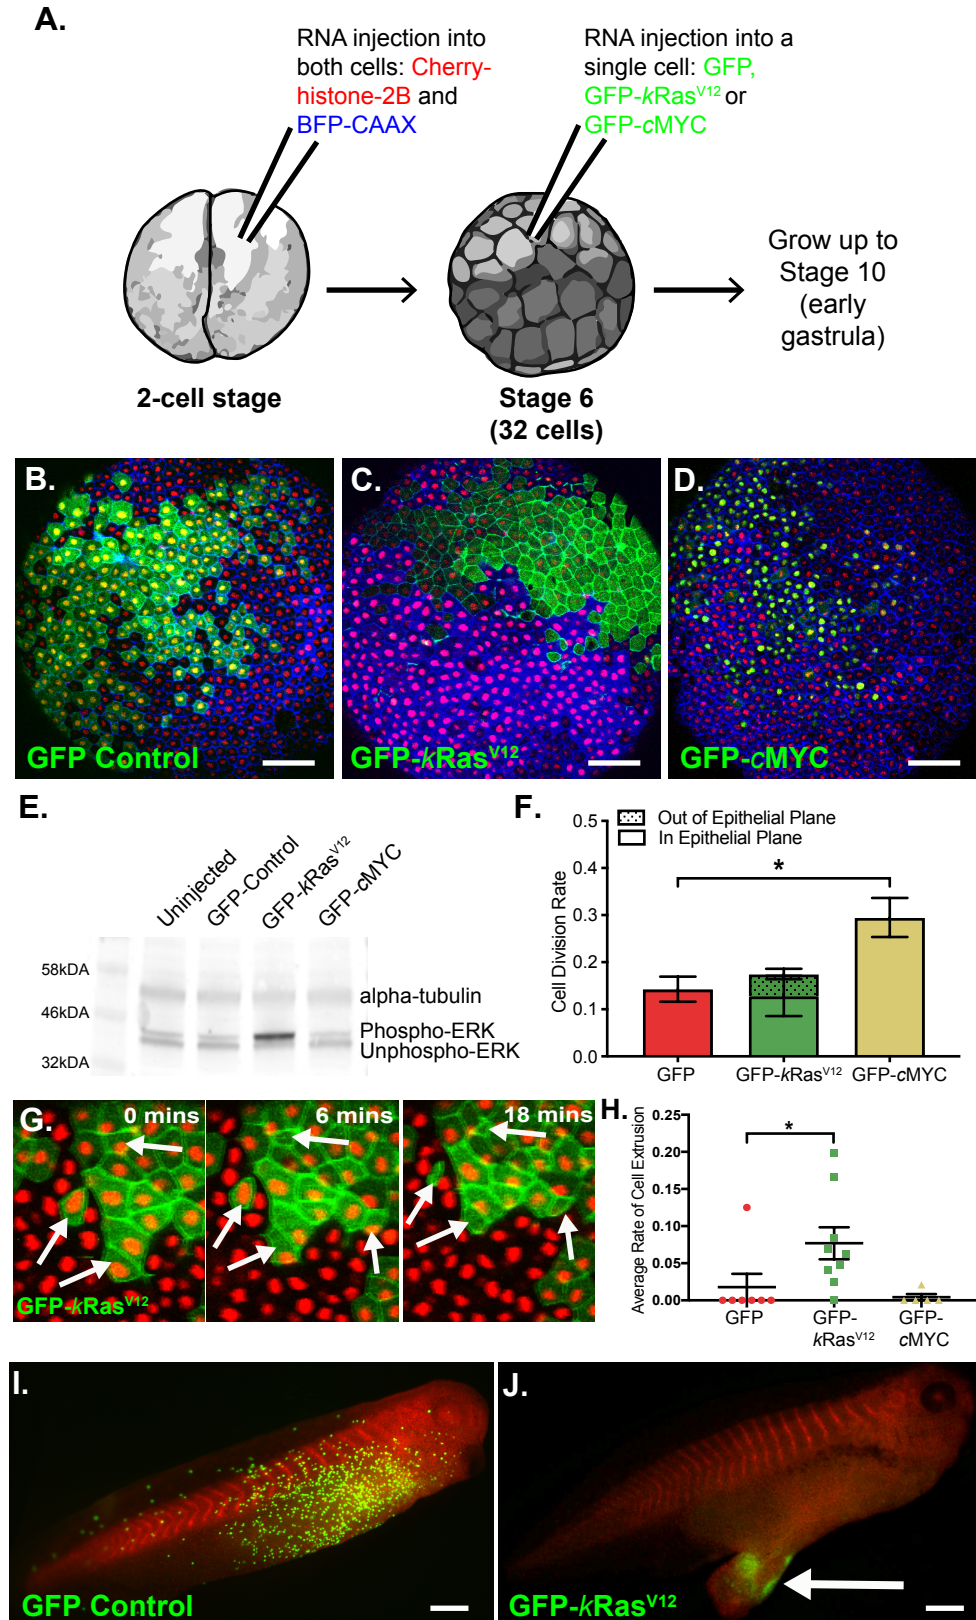 A.
RNA injection into
both cells: Cherry-
histone-2B and
BFP-CAAX
RNA injection into a
single cell: GFP,
GFP-kRasV12 or
GFP-cMYC
Grow up to
Stage 10
(early
gastrula)
2-cell stage
Stage 6
(32 cells)
B.
GFP Control
C.
GFP-kRasV12
D.
GFP-cMYC
E.
Uninjected
GFP-Control
GFP-kRasV12
GFP-cMYC
58kDA
46kDA
32kDA
alpha-tubulin
Phospho-ERK
Unphospho-ERK
F.
Out of Epithelial Plane
In Epithelial Plane
Cell Division Rate
0.5
0.4
0.3
0.2
0.1
0.0
*
GFP
GFP-kRasV12
GFP-cMYC
G.
0 mins
6 mins
18 mins
GFP-kRasV12
H.
Average Rate of Cell Extrusion
0.25
0.20
0.15
0.10
0.05
0.00
*
GFP
GFP-
kRasV12
GFP-
cMYC
I.
GFP Control
J.
GFP-kRasV12